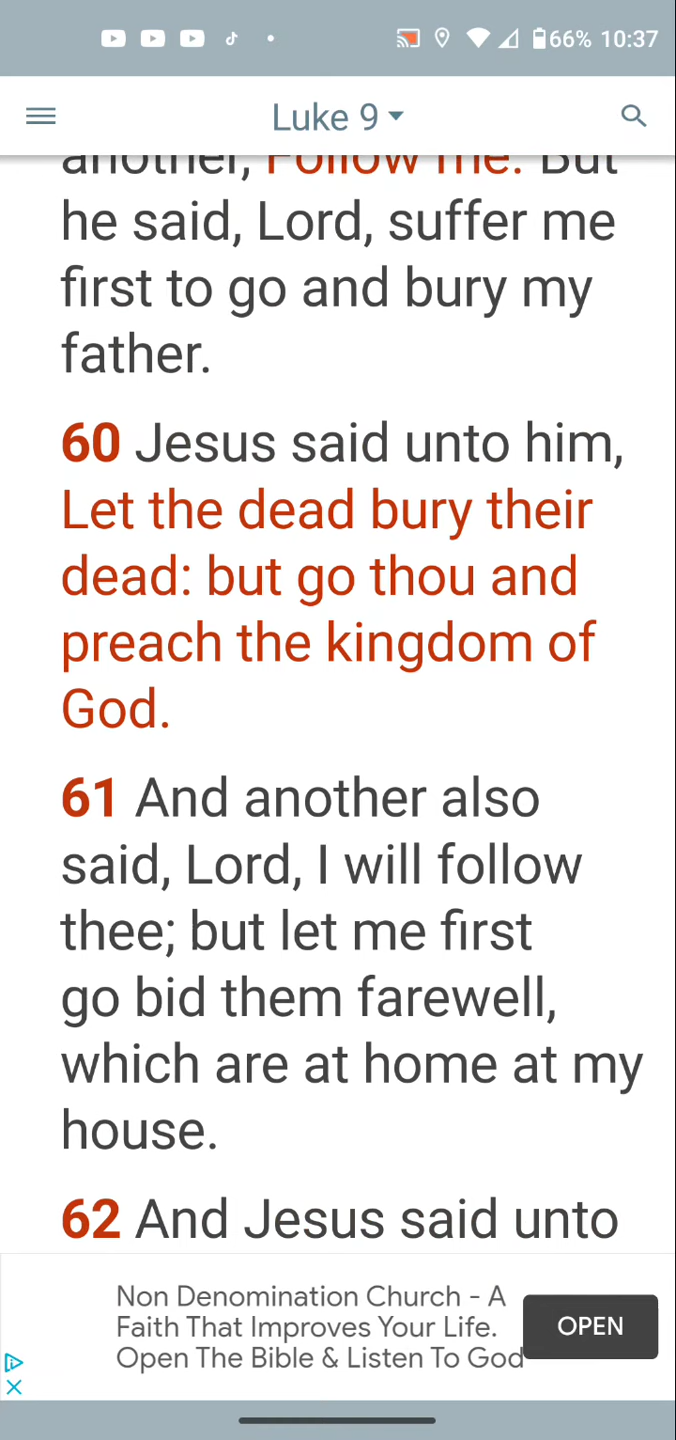 66% 10:37
Luke 9
another, Follow me. But
he said, Lord, suffer me
first to go and bury my
father.
60 Jesus said unto him,
Let the dead bury their
dead: but go thou and
preach the kingdom of
God.
61 And another also
said, Lord, I will follow
thee; but let me first
go bid them farewell,
which are at home at my
house.
62 And Jesus said unto
Non Denomination Church - A
Faith That Improves Your Life.
Open The Bible & Listen To God
OPEN